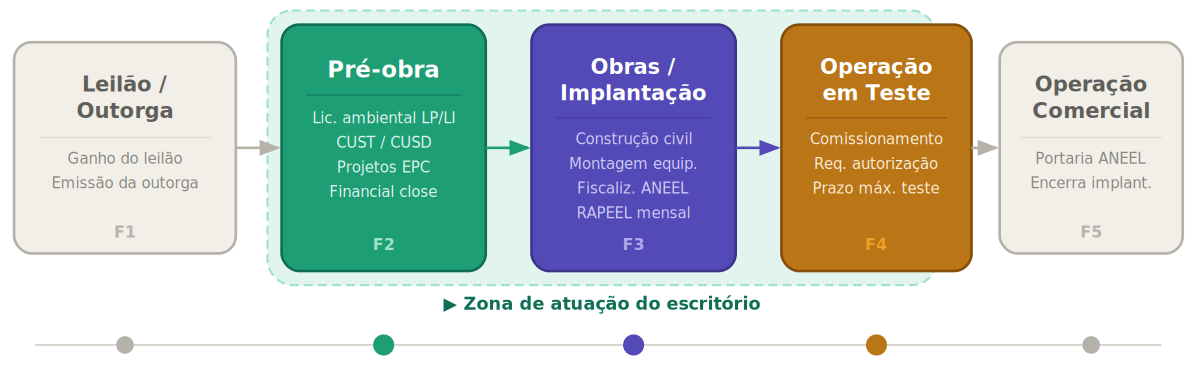 Leilão /
Outorga
Ganho do leilão
Emissão da outorga
F1
Pré-obra
Lic. ambiental LP/LI
CUST / CUSD
Projetos EPC
Financial close
F2
Obras /
Implantação
Construção civil
Montagem equip.
Fiscaliz. ANEEL
RAPEEL mensal
F3
Operação
em Teste
Comissionamento
Req. autorização
Prazo máx. teste
F4
Operação
Comercial
Portaria ANEEL
Encerra implant.
F5
▶ Zona de atuação do escritório